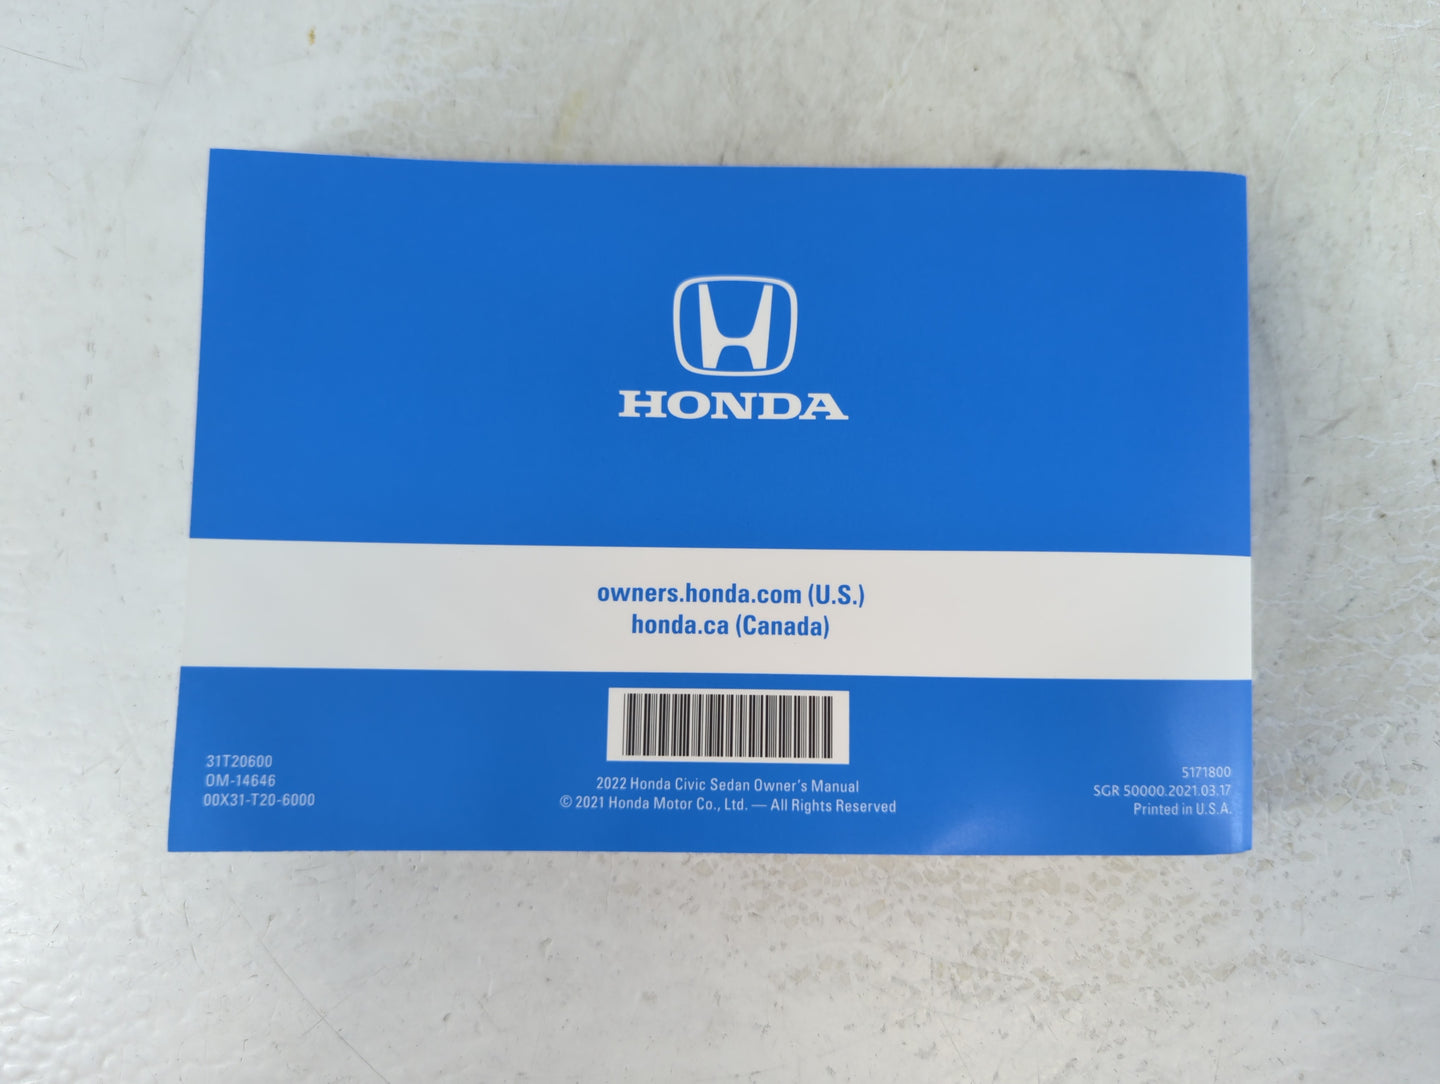 HONDA
owners.honda.com (U.S.)
honda.ca (Canada)
31T20600
OM-14646
00X31-T20-6000
2022 Honda Civic Sedan Owner's Manual
© 2021 Honda Motor Co., Ltd. — All Rights Reserved
5171800
SGR 50000.2021.03.17
Printed in U.S.A.